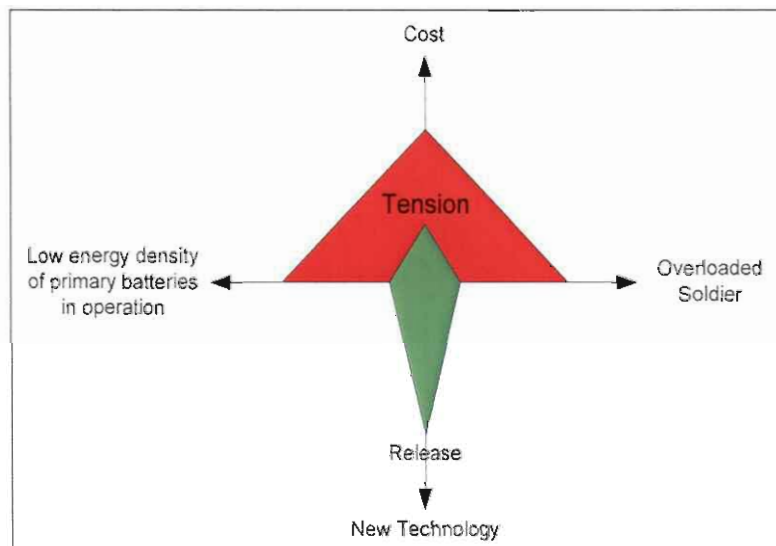 Cost
Tension
Low energy density
of primary batteries
in operation
Overloaded
Soldier
Release
New Technology